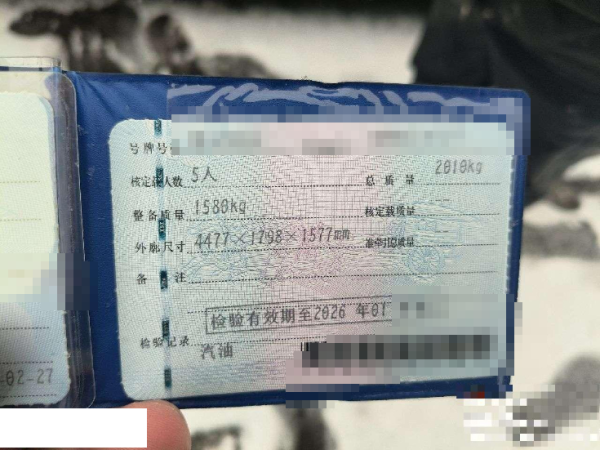 号牌号
核定载人数 5人 总质量 2010kg
整备质量 1580kg 核定载质量 --
外廓尺寸 4477×1798×1577mm 准牵引总质量 --
备注
检验有效期至2026年01
检验记录
汽油
02-27